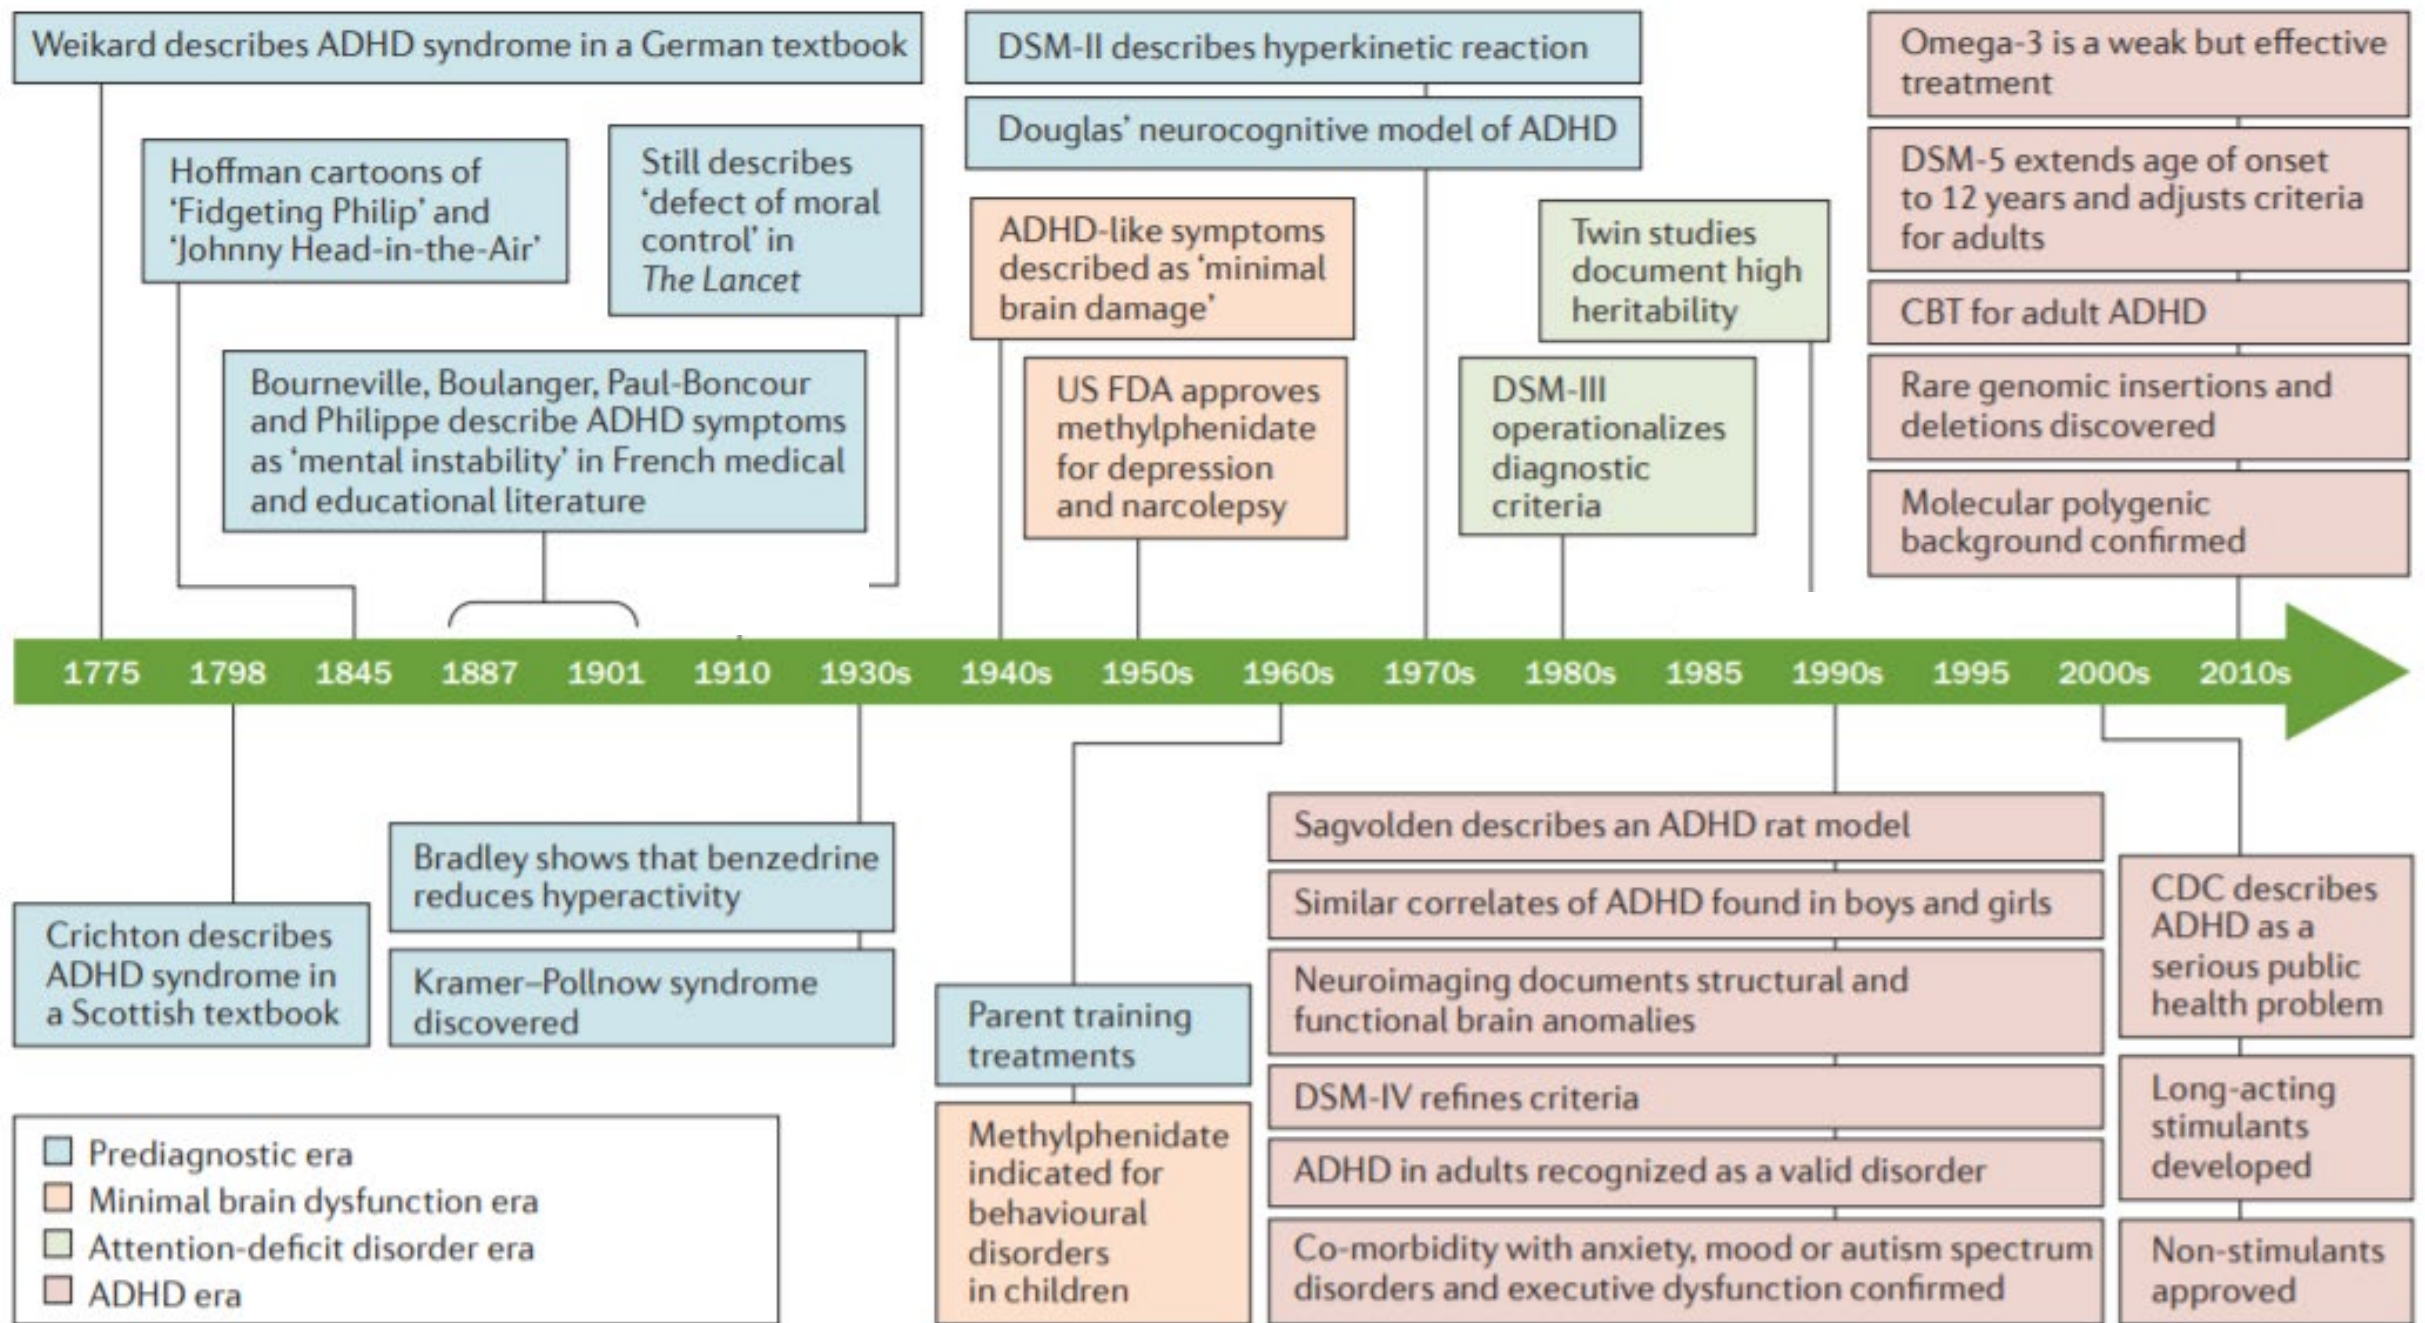 Weikard describes ADHD syndrome in a German textbook
Hoffman cartoons of
‘Fidgeting Philip’ and
‘Johnny Head-in-the-Air’
Still describes
‘defect of moral
control’ in
The Lancet
Bourneville, Boulanger, Paul-Boncour
and Philippe describe ADHD symptoms
as ‘mental instability’ in French medical
and educational literature
DSM-II describes hyperkinetic reaction
Douglas’ neurocognitive model of ADHD
ADHD-like symptoms
described as ‘minimal
brain damage’
US FDA approves
methylphenidate
for depression
and narcolepsy
Twin studies
document high
heritability
DSM-III
operationalizes
diagnostic
criteria
Omega-3 is a weak but effective
treatment
DSM-5 extends age of onset
to 12 years and adjusts criteria
for adults
CBT for adult ADHD
Rare genomic insertions and
deletions discovered
Molecular polygenic
background confirmed
1775 1798 1845 1887 1901 1910 1930s 1940s 1950s 1960s 1970s 1980s 1985 1990s 1995 2000s 2010s
Crichton describes
ADHD syndrome in
a Scottish textbook
Bradley shows that benzedrine
reduces hyperactivity
Kramer–Pollnow syndrome
discovered
Parent training
treatments
Methylphenidate
indicated for
behavioural
disorders
in children
Sagvolden describes an ADHD rat model
Similar correlates of ADHD found in boys and girls
Neuroimaging documents structural and
functional brain anomalies
DSM-IV refines criteria
ADHD in adults recognized as a valid disorder
Co-morbidity with anxiety, mood or autism spectrum
disorders and executive dysfunction confirmed
CDC describes
ADHD as a
serious public
health problem
Long-acting
stimulants
developed
Non-stimulants
approved
Prediagnostic era
Minimal brain dysfunction era
Attention-deficit disorder era
ADHD era